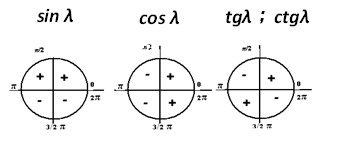 sin λ cos λ tgλ ; ctgλ
π/2 π/2 π/2
+ + - + - +
π 0 π 0 π 0
2π 2π 2π
- - - + + -
3/2 π 3/2 π 3/2 π